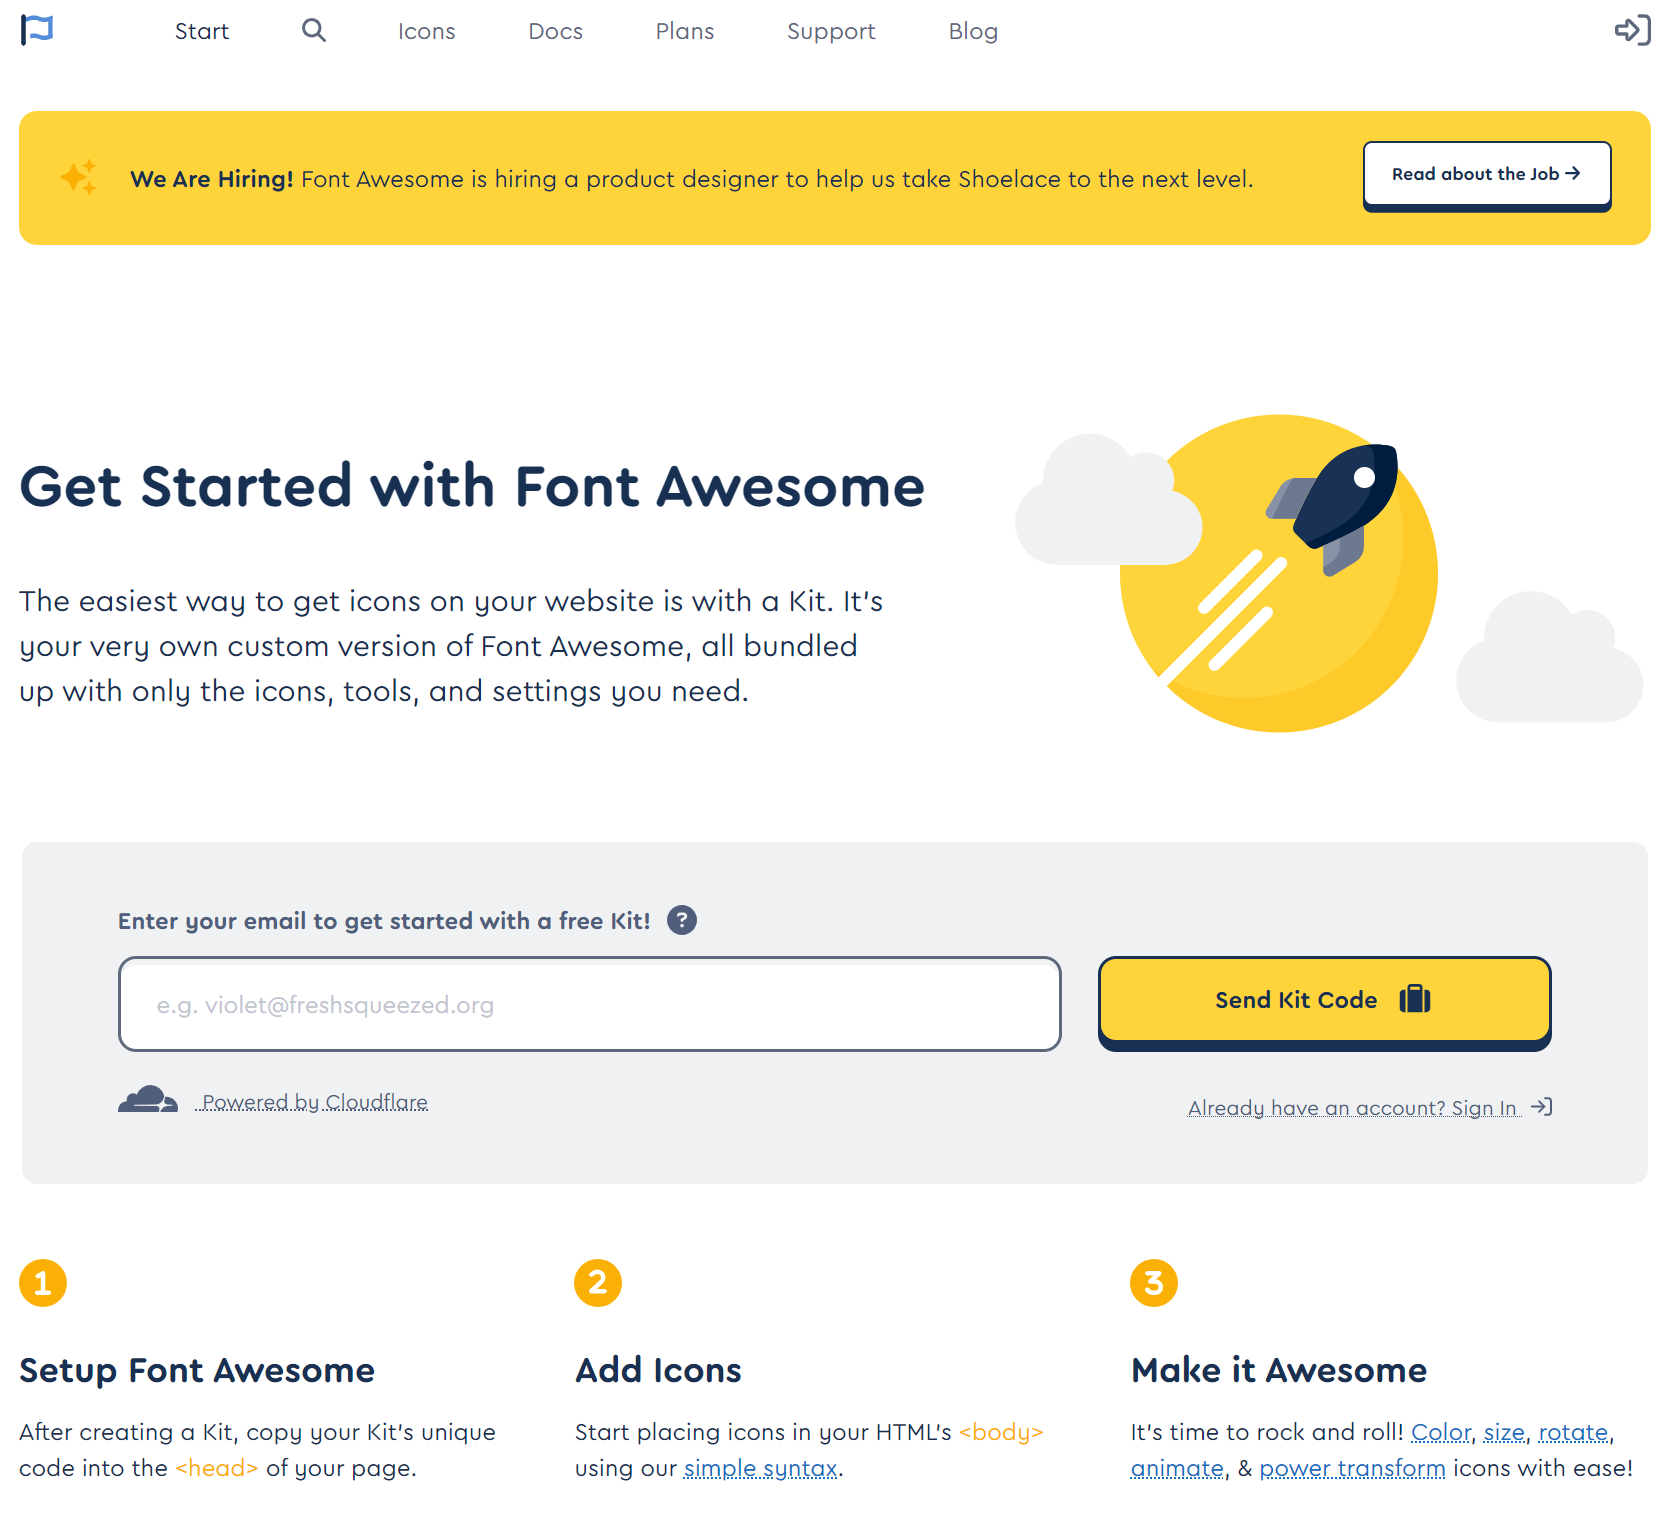 Start
Icons
Docs
Plans
Support
Blog
We Are Hiring! Font Awesome is hiring a product designer to help us take Shoelace to the next level.
Read about the Job →
Get Started with Font Awesome
The easiest way to get icons on your website is with a Kit. It's
your very own custom version of Font Awesome, all bundled
up with only the icons, tools, and settings you need.
Enter your email to get started with a free Kit! ?
e.g. violet@freshsqueezed.org
Send Kit Code
Powered by Cloudflare
Already have an account? Sign In
1
Setup Font Awesome
After creating a Kit, copy your Kit's unique
code into the <head> of your page.
2
Add Icons
Start placing icons in your HTML's <body>
using our simple syntax.
3
Make it Awesome
It's time to rock and roll! Color, size, rotate,
animate, & power transform icons with ease!